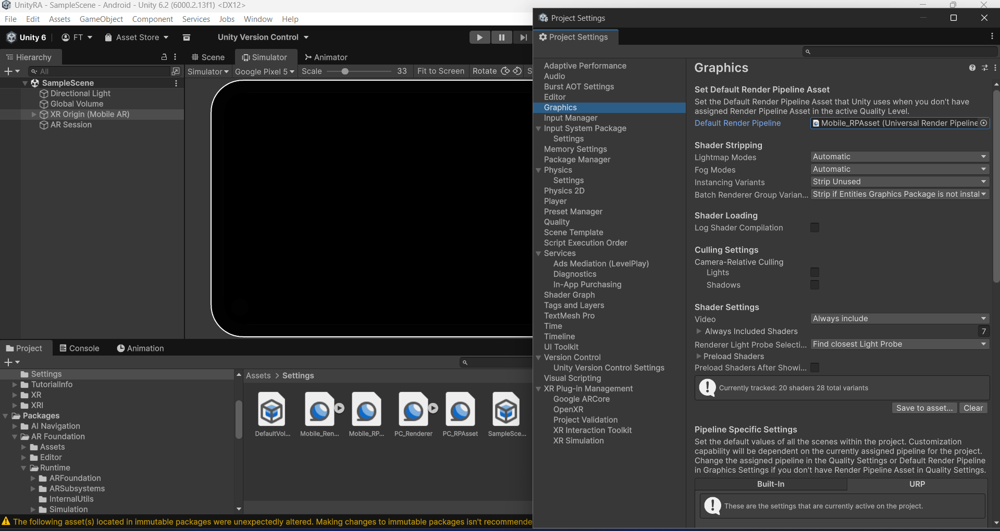 UnityRA - SampleScene - Android - Unity 6.2 (6000.2.13f1) <DX12>
File Edit Assets GameObject Component Services Jobs Window Help
Unity 6 FT Asset Store Unity Version Control
Hierarchy
All
SampleScene
Directional Light
Global Volume
XR Origin (Mobile AR)
AR Session
Scene Simulator Animator
Simulator Google Pixel 5 Scale 33 Fit to Screen Rotate S
Project Console Animation
Settings
TutorialInfo
XR
XRI
Packages
AI Navigation
AR Foundation
Assets
Editor
Runtime
ARFoundation
ARSubsystems
InternalUtils
Simulation
Assets > Settings
DefaultVol... Mobile_Ren... Mobile_RP... PC_Renderer PC_RPAsset SampleSce...
The following asset(s) located in immutable packages were unexpectedly altered. Making changes to immutable packages isn't recommende
Project Settings
Project Settings
Adaptive Performance
Audio
Burst AOT Settings
Editor
Graphics
Input Manager
Input System Package
Settings
Memory Settings
Package Manager
Physics
Settings
Physics 2D
Player
Preset Manager
Quality
Scene Template
Script Execution Order
Services
Ads Mediation (LevelPlay)
Diagnostics
In-App Purchasing
Shader Graph
Tags and Layers
TextMesh Pro
Time
Timeline
UI Toolkit
Version Control
Unity Version Control Settings
Visual Scripting
XR Plug-in Management
Google ARCore
OpenXR
Project Validation
XR Interaction Toolkit
XR Simulation
Graphics
Set Default Render Pipeline Asset
Set the Default Render Pipeline Asset that Unity uses when you don't have
assigned Render Pipeline Asset in the active Quality Level.
Default Render Pipeline Mobile_RPAsset (Universal Render Pipeline
Shader Stripping
Lightmap Modes Automatic
Fog Modes Automatic
Instancing Variants Strip Unused
Batch Renderer Group Varian... Strip if Entities Graphics Package is not instal
Shader Loading
Log Shader Compilation
Culling Settings
Camera-Relative Culling
Lights
Shadows
Shader Settings
Video Always include
Always Included Shaders 7
Renderer Light Probe Selecti... Find closest Light Probe
Preload Shaders
Preload Shaders After Showi...
Currently tracked: 20 shaders 28 total variants
Save to asset... Clear
Pipeline Specific Settings
Set the default values of all the scenes within the project. Customization
capability will be dependent on the currently assigned pipeline for the project.
Change the assigned pipeline in the Quality Settings or Default Render Pipeline
in Graphics Settings if you don't have Render Pipeline Asset in Quality Settings.
Built-In URP
These are the settings that are currently active on the project.